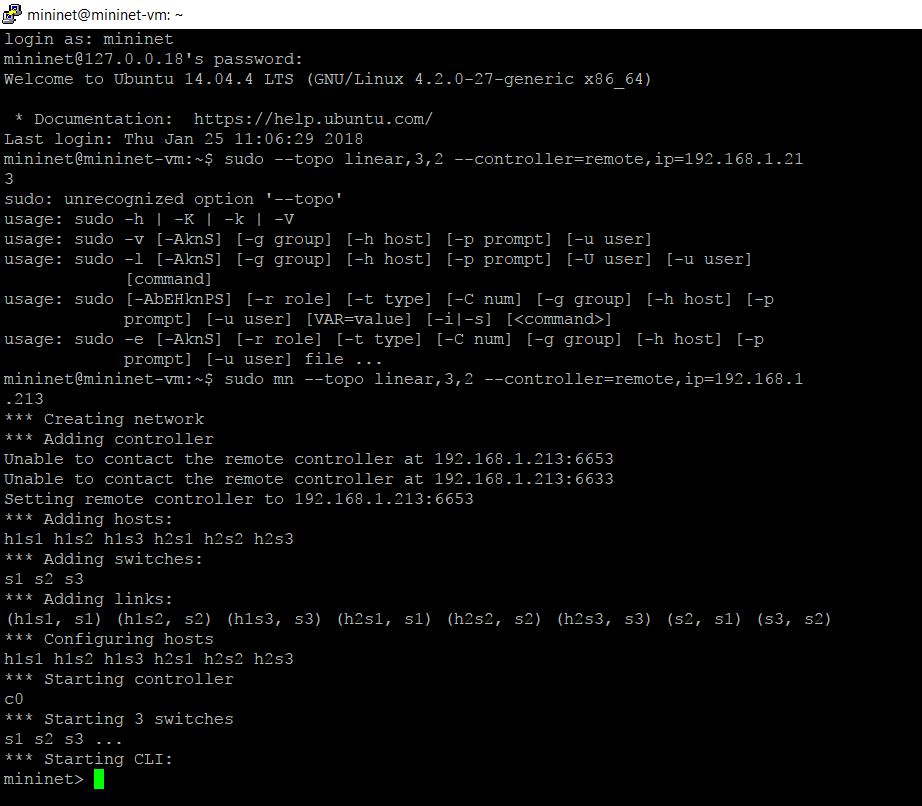 mininet@mininet-vm: ~
login as: mininet
mininet@127.0.0.18's password:
Welcome to Ubuntu 14.04.4 LTS (GNU/Linux 4.2.0-27-generic x86_64)
* Documentation:  https://help.ubuntu.com/
Last login: Thu Jan 25 11:06:29 2018
mininet@mininet-vm:~$ sudo --topo linear,3,2 --controller=remote,ip=192.168.1.21
3
sudo: unrecognized option '--topo'
usage: sudo -h | -K | -k | -V
usage: sudo -v [-AknS] [-g group] [-h host] [-p prompt] [-u user]
usage: sudo -l [-AknS] [-g group] [-h host] [-p prompt] [-U user] [-u user]
[command]
usage: sudo [-AbEHknPS] [-r role] [-t type] [-C num] [-g group] [-h host] [-p
prompt] [-u user] [VAR=value] [-i|-s] [<command>]
usage: sudo -e [-AknS] [-r role] [-t type] [-C num] [-g group] [-h host] [-p
prompt] [-u user] file ...
mininet@mininet-vm:~$ sudo mn --topo linear,3,2 --controller=remote,ip=192.168.1
.213
*** Creating network
*** Adding controller
Unable to contact the remote controller at 192.168.1.213:6653
Unable to contact the remote controller at 192.168.1.213:6633
Setting remote controller to 192.168.1.213:6653
*** Adding hosts:
h1s1 h1s2 h1s3 h2s1 h2s2 h2s3
*** Adding switches:
s1 s2 s3
*** Adding links:
(h1s1, s1) (h1s2, s2) (h1s3, s3) (h2s1, s1) (h2s2, s2) (h2s3, s3) (s2, s1) (s3, s2)
*** Configuring hosts
h1s1 h1s2 h1s3 h2s1 h2s2 h2s3
*** Starting controller
c0
*** Starting 3 switches
s1 s2 s3 ...
*** Starting CLI:
mininet>